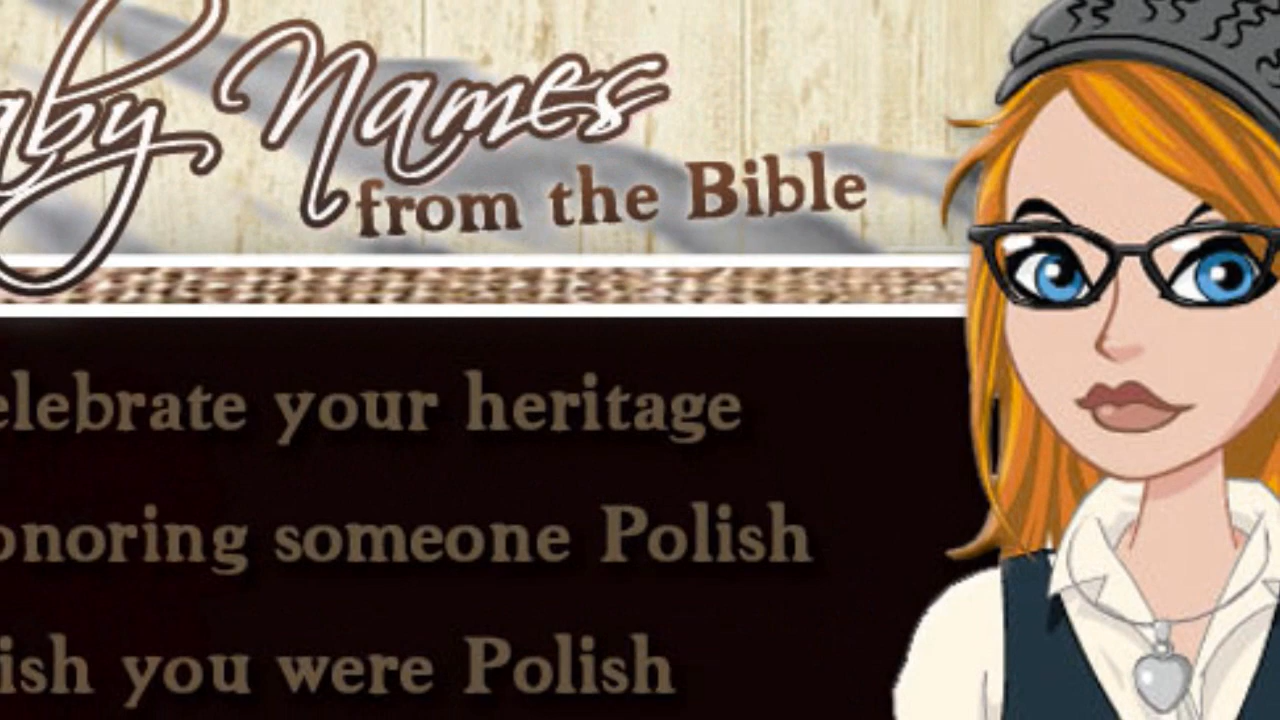 aby Names
from the Bible
elebrate your heritage
onoring someone Polish
ish you were Polish